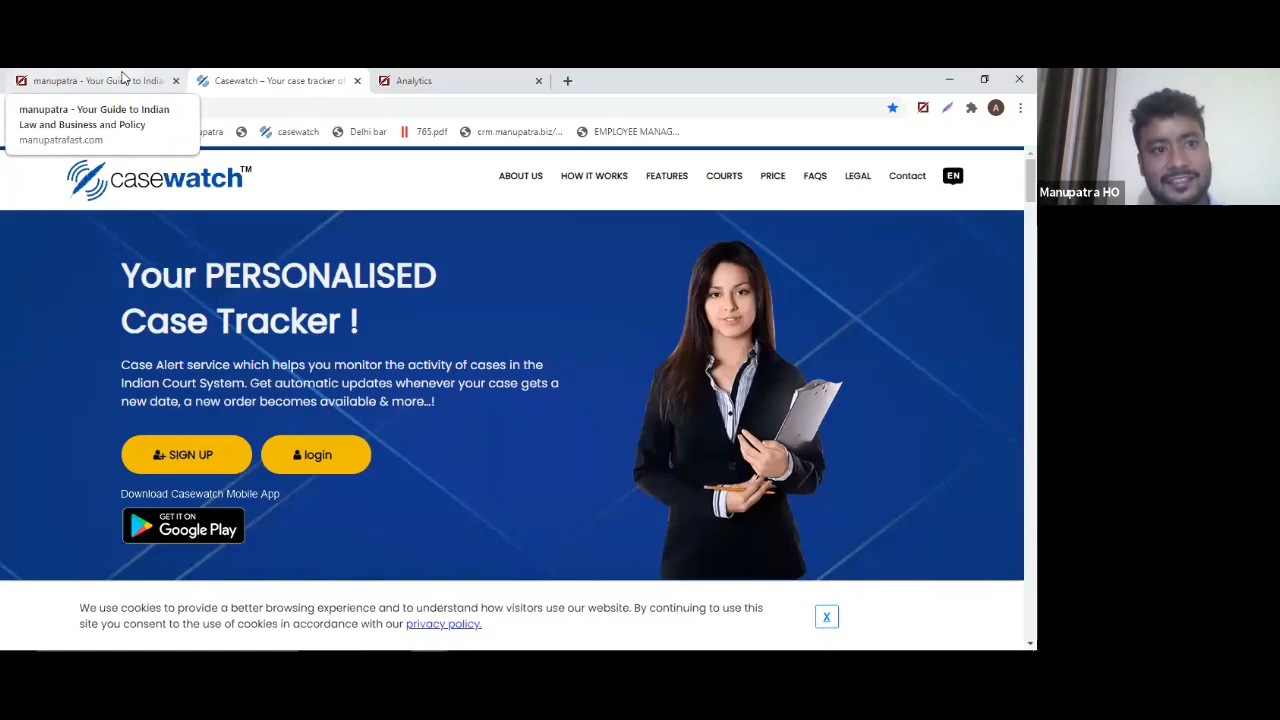 manupatra - Your Guide to India
Casewatch – Your case tracker of
Analytics
manupatra - Your Guide to Indian
Law and Business and Policy
manupatrafast.com
A
upatra
casewatch
Delhi bar
765.pdf
crm.manupatra.biz/...
EMPLOYEE MANAG...
casewatch™
ABOUT US
HOW IT WORKS
FEATURES
COURTS
PRICE
FAQS
LEGAL
Contact
EN
Manupatra HO
Your PERSONALISED
Case Tracker !
Case Alert service which helps you monitor the activity of cases in the
Indian Court System. Get automatic updates whenever your case gets a
new date, a new order becomes available & more...!
SIGN UP
login
Download Casewatch Mobile App
GET IT ON
Google Play
We use cookies to provide a better browsing experience and to understand how visitors use our website. By continuing to use this
site you consent to the use of cookies in accordance with our privacy policy.
X